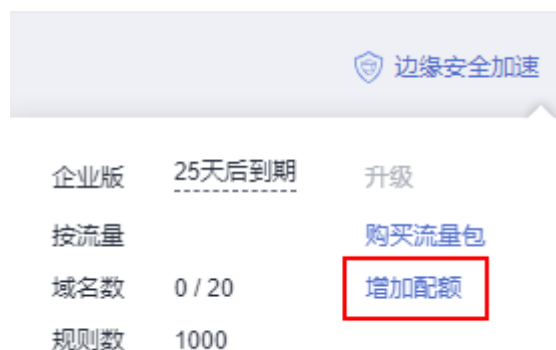 边缘安全加速
企业版 25天后到期 升级
按流量 购买流量包
域名数 0 / 20 增加配额
规则数 1000